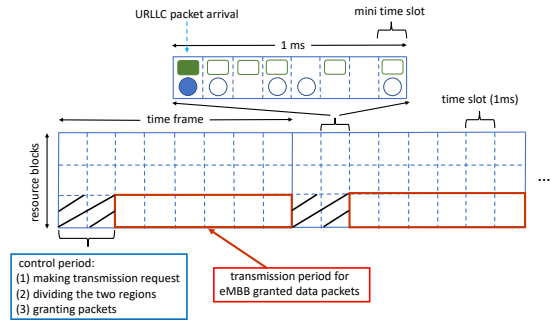 URLLC packet arrival
mini time slot
1 ms
time slot (1ms)
time frame
resource blocks
...
control period:
(1) making transmission request
(2) dividing the two regions
(3) granting packets
transmission period for
eMBB granted data packets